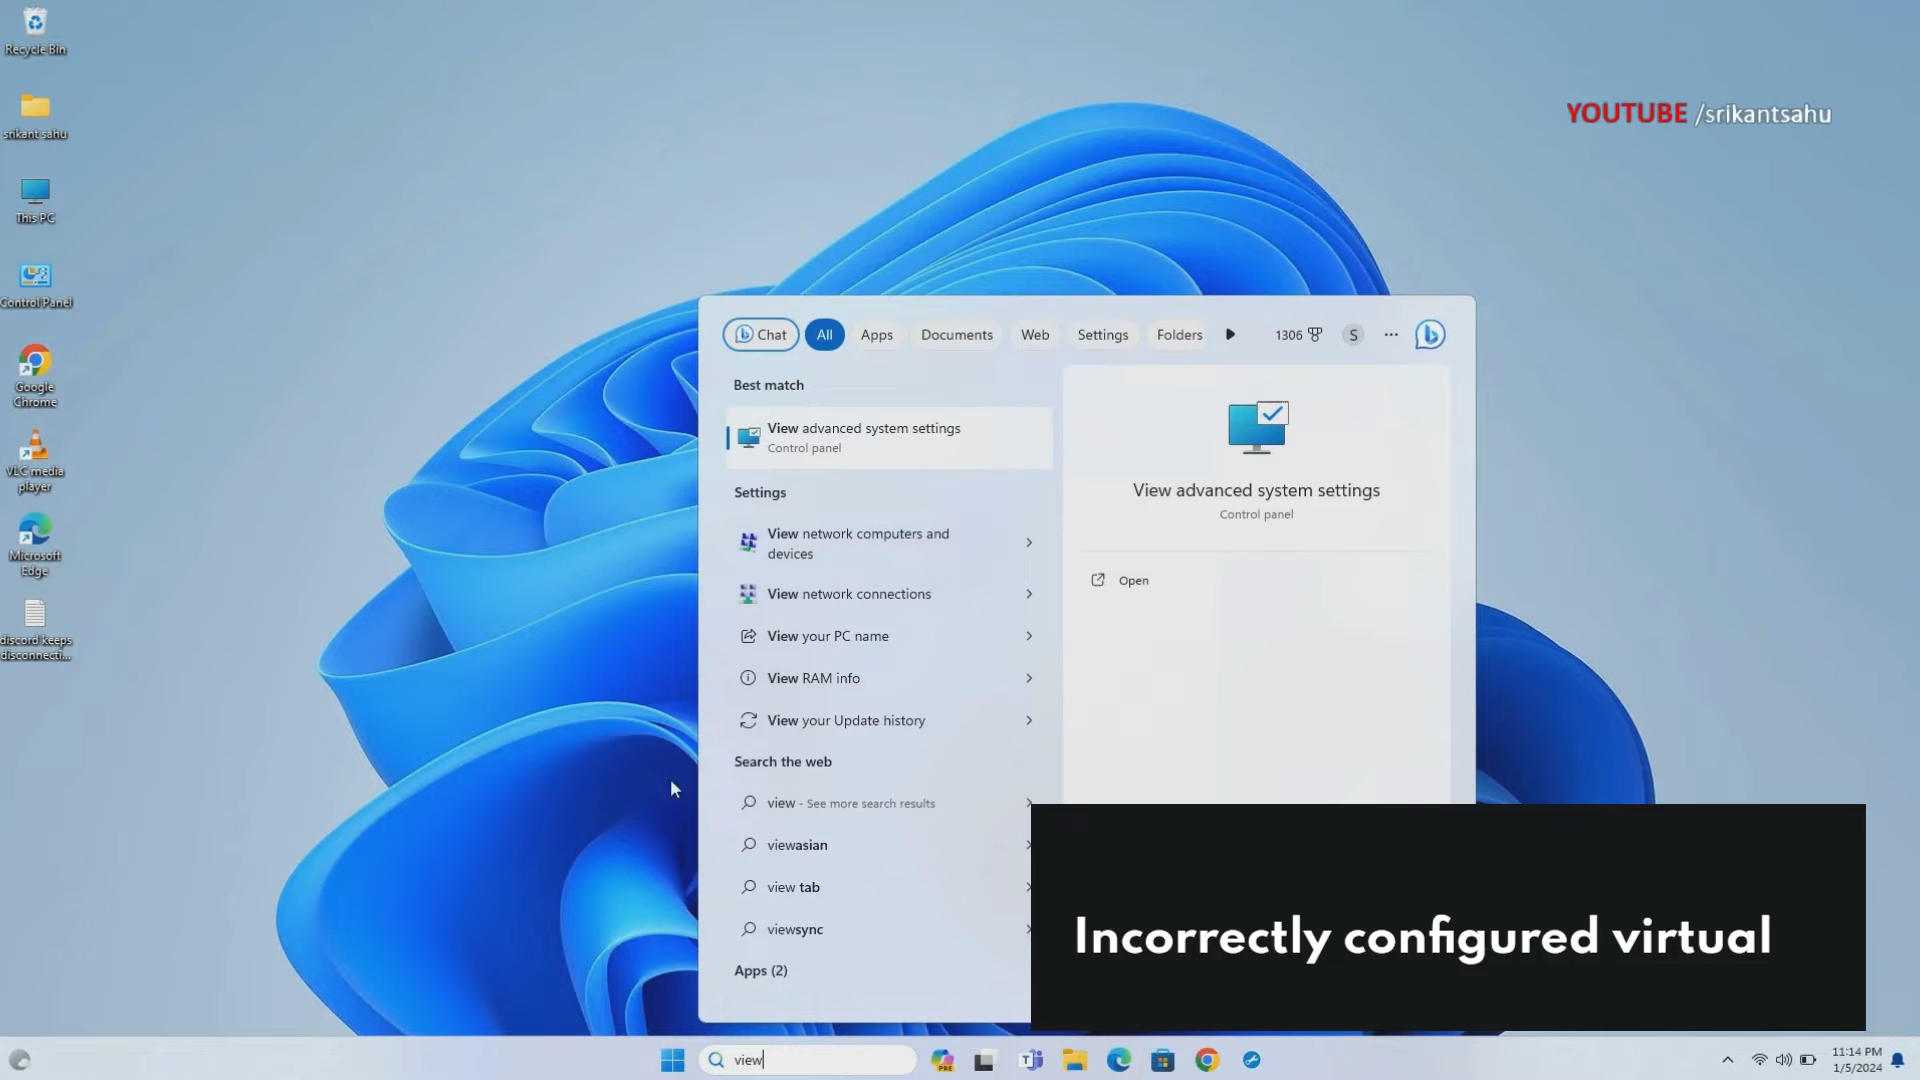 Recycle Bin
srikant sahu
This PC
Control Panel
Google
Chrome
VLC media
player
Microsoft
Edge
discord keeps
disconnecti...
YOUTUBE /srikantsahu
Chat
All
Apps
Documents
Web
Settings
Folders
1306
S
Best match
View advanced system settings
Control panel
Settings
View network computers and
devices
View network connections
View your PC name
View RAM info
View your Update history
Search the web
view - See more search results
viewasian
view tab
viewsync
Apps (2)
View advanced system settings
Control panel
Open
Incorrectly configured virtual
view
PRE
11:14 PM
1/5/2024